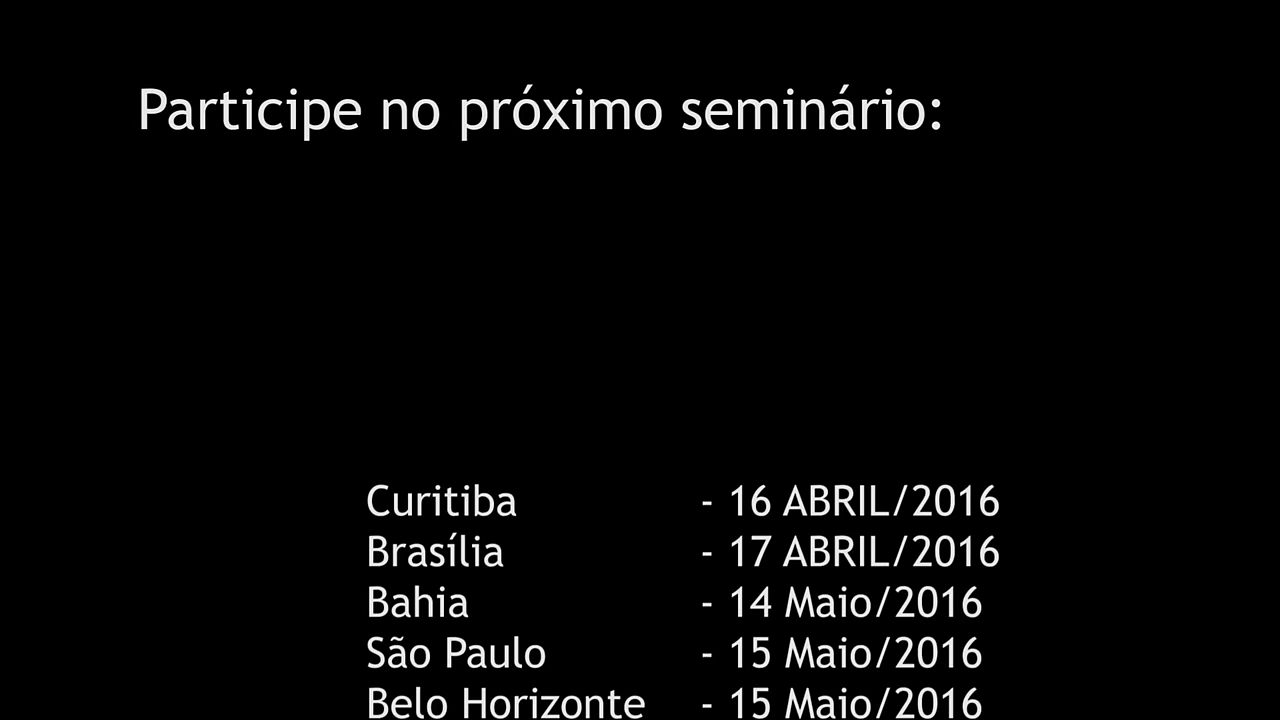 Participe no próximo seminário:
Curitiba - 16 ABRIL/2016
Brasília - 17 ABRIL/2016
Bahia - 14 Maio/2016
São Paulo - 15 Maio/2016
Belo Horizonte - 15 Maio/2016